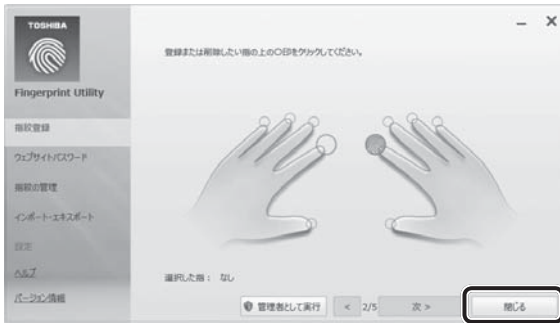 TOSHIBA
Fingerprint Utility
登録または削除したい指の上の○印をクリックしてください。
指紋登録
ウェブサイトパスワード
指紋の管理
インポート・エキスポート
設定
ヘルプ
バージョン情報
選択した指： なし
管理者として実行
<
2/5
次 >
閉じる